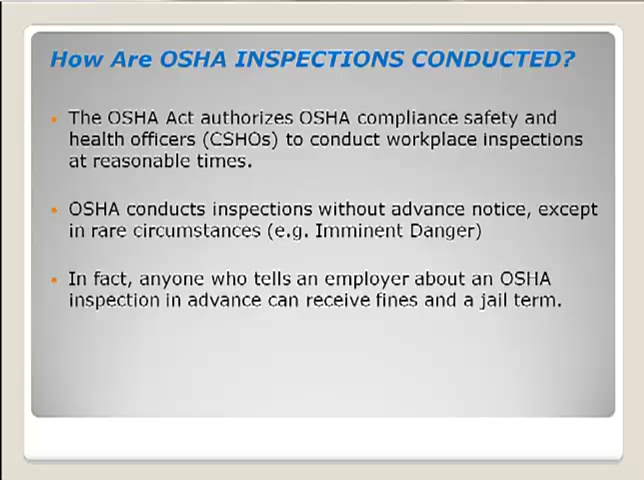 How Are OSHA INSPECTIONS CONDUCTED?
The OSHA Act authorizes OSHA compliance safety and
health officers (CSHOs) to conduct workplace inspections
at reasonable times.
OSHA conducts inspections without advance notice, except
in rare circumstances (e.g. Imminent Danger)
In fact, anyone who tells an employer about an OSHA
inspection in advance can receive fines and a jail term.